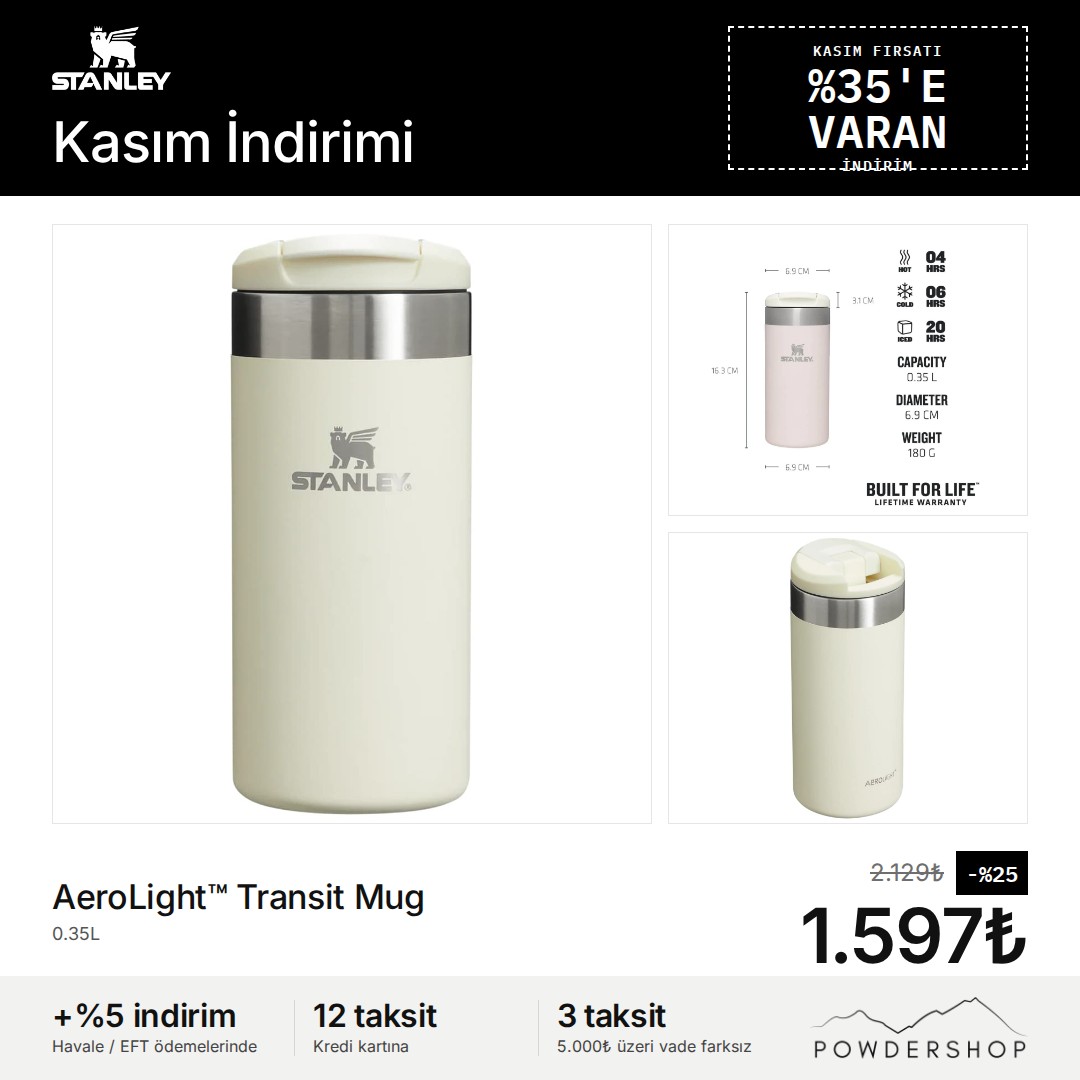 STANLEY
Kasım İndirimi
KASIM FIRSATI
%35'E
VARAN
İNDİRİM
STANLEY®
6.9 CM
3.1 CM
16.3 CM
6.9 CM
HOT
04
HRS
COLD
06
HRS
ICED
20
HRS
CAPACITY
0.35 L
DIAMETER
6.9 CM
WEIGHT
180 G
STANLEY
BUILT FOR LIFE™
LIFETIME WARRANTY
AEROLIGHT™
AeroLight™ Transit Mug
0.35L
2.129₺
-%25
1.597₺
+%5 indirim
Havale / EFT ödemelerinde
12 taksit
Kredi kartına
3 taksit
5.000₺ üzeri vade farksız
POWDERSHOP